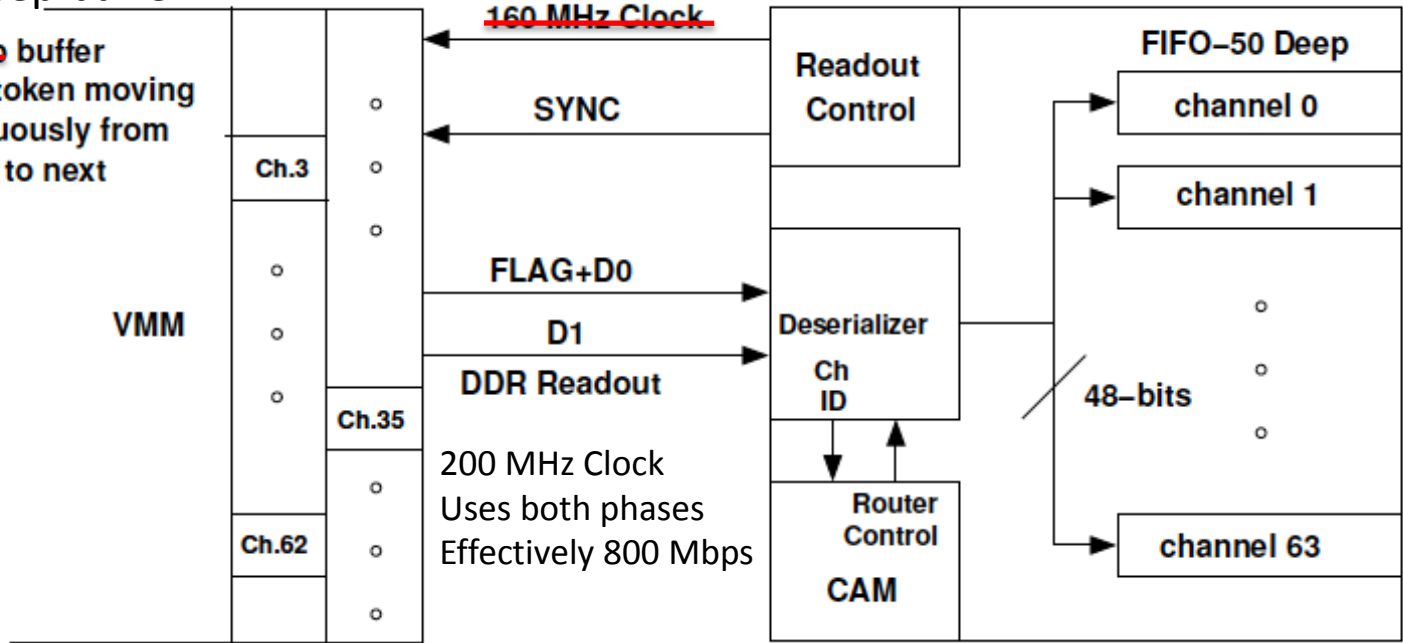 160 MHz Clock
buffer
token moving
from
to next
Ch.3
VMM
Ch.62
Ch.35
SYNC
FLAG+D0
D1
DDR Readout
200 MHz Clock
Uses both phases
Effectively 800 Mbps
Readout
Control
Deserializer
Ch
ID
Router
Control
CAM
FIFO–50 Deep
channel 0
channel 1
48–bits
channel 63